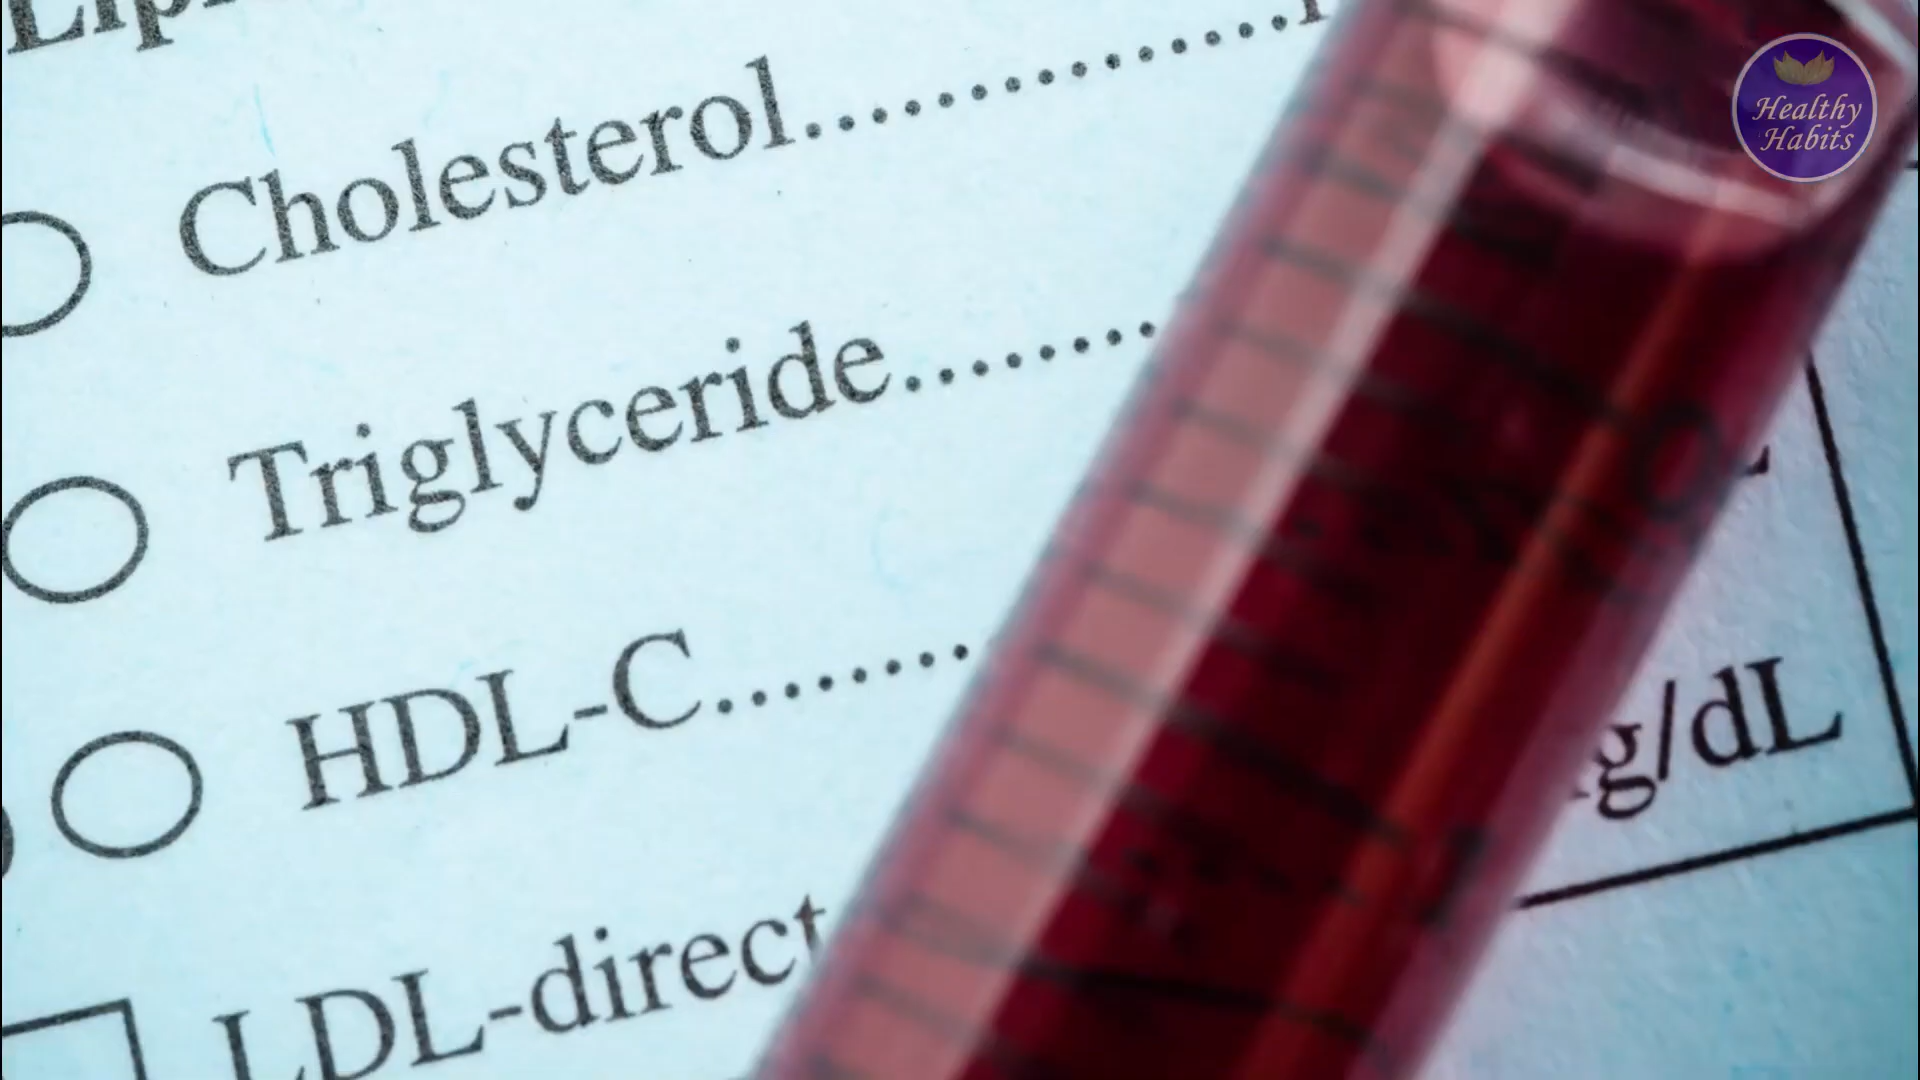 Cholesterol..............
Triglyceride........
HDL-C........
LDL-direct
g/dL
Healthy
Habits